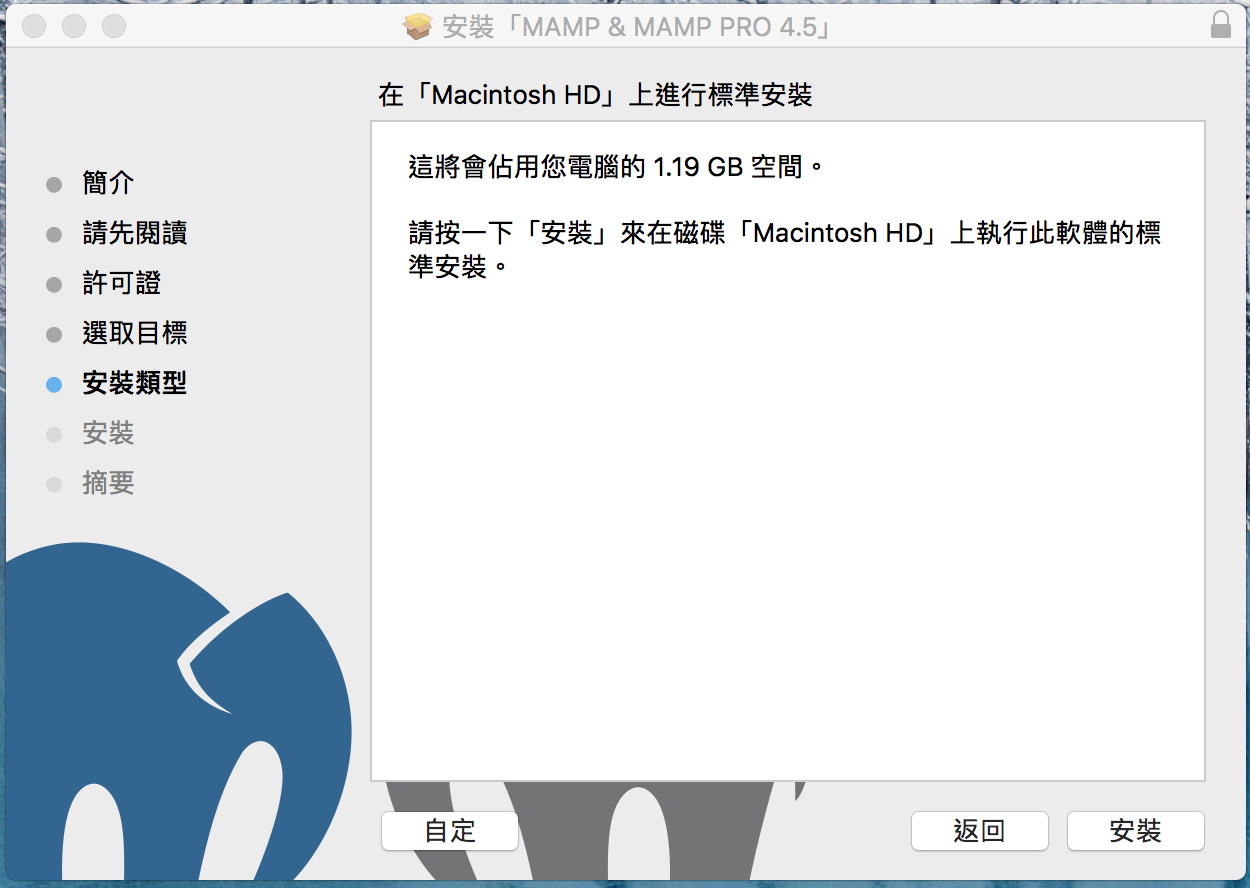 安裝「MAMP & MAMP PRO 4.5」
在「Macintosh HD」上進行標準安裝
簡介
請先閱讀
許可證
選取目標
安裝類型
安裝
摘要
這將會佔用您電腦的 1.19 GB 空間。
請按一下「安裝」來在磁碟「Macintosh HD」上執行此軟體的標
準安裝。
自定
返回
安裝